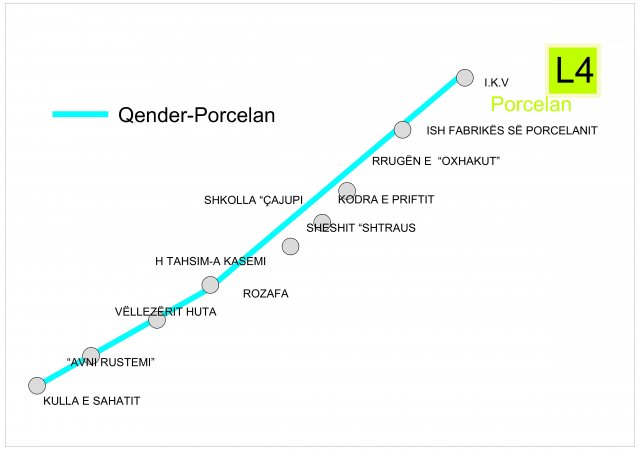 L4
I.K.V
Porcelan
Qender-Porcelan
ISH FABRIKËS SË PORCELANIT
RRUGËN E "OXHAKUT"
SHKOLLA "ÇAJUPI
KODRA E PRIFTIT
SHESHIT "SHTRAUS
H TAHSIM-A KASEMI
ROZAFA
VËLLEZËRIT HUTA
"AVNI RUSTEMI"
KULLA E SAHATIT